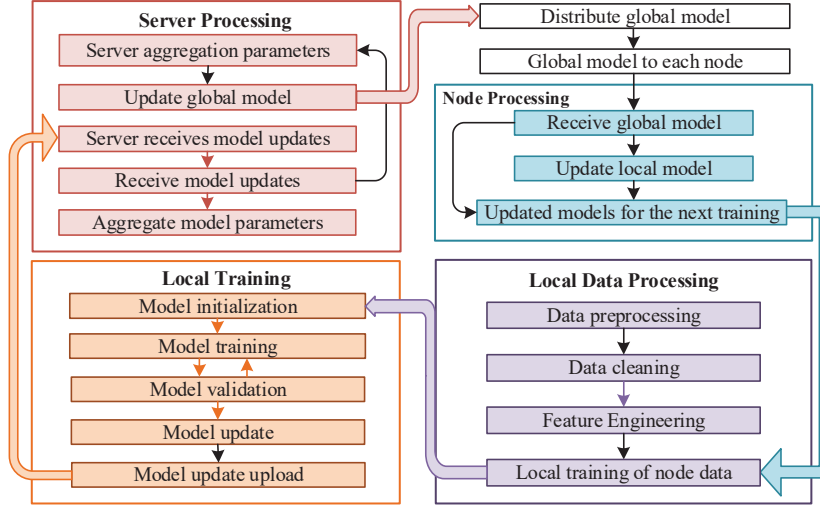 Server Processing
Server aggregation parameters
Update global model
Server receives model updates
Receive model updates
Aggregate model parameters
Distribute global model
Global model to each node
Node Processing
Receive global model
Update local model
Updated models for the next training
Local Training
Model initialization
Model training
Model validation
Model update
Model update upload
Local Data Processing
Data preprocessing
Data cleaning
Feature Engineering
Local training of node data